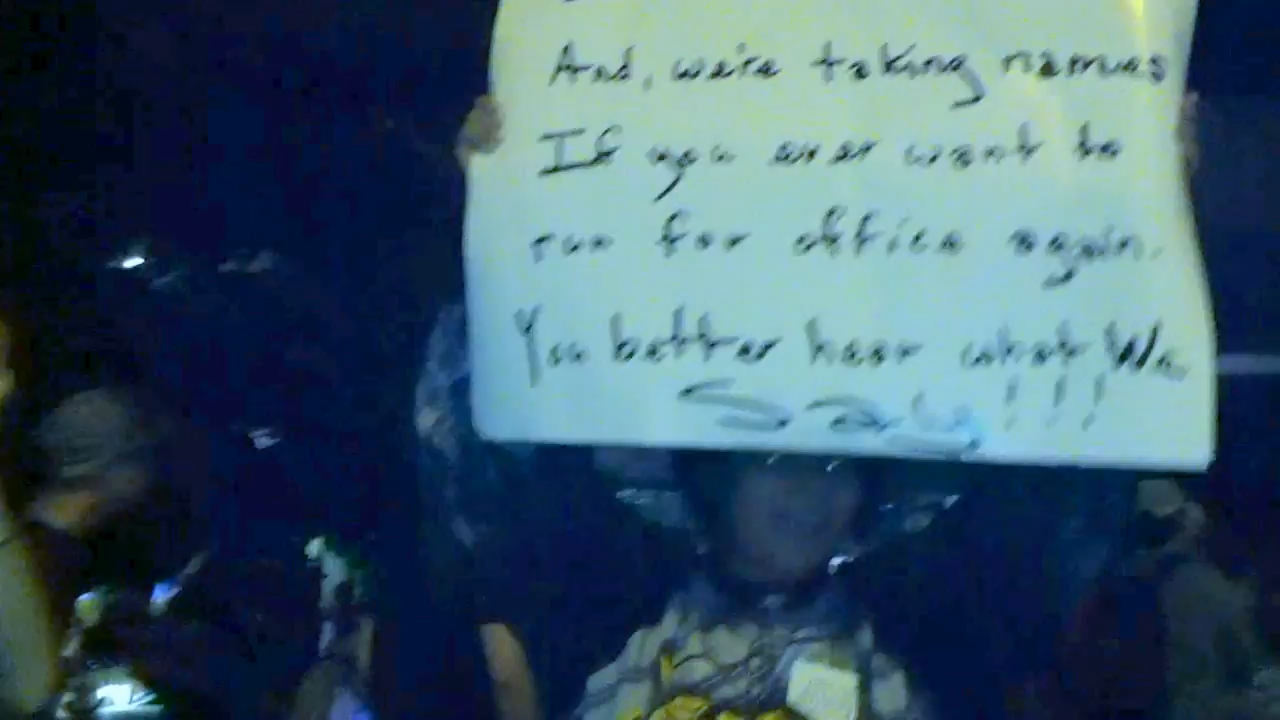 And, we're taking names
If you ever want to
run for office again.
You better hear what We
Say!!!